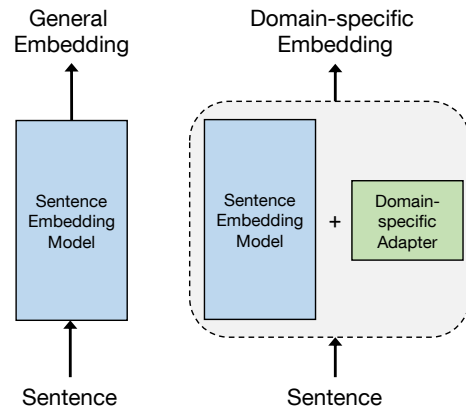 General
Embedding
Sentence
Embedding
Model
Sentence
Domain-specific
Embedding
Sentence
Embedding
Model
+
Domain-
specific
Adapter
Sentence